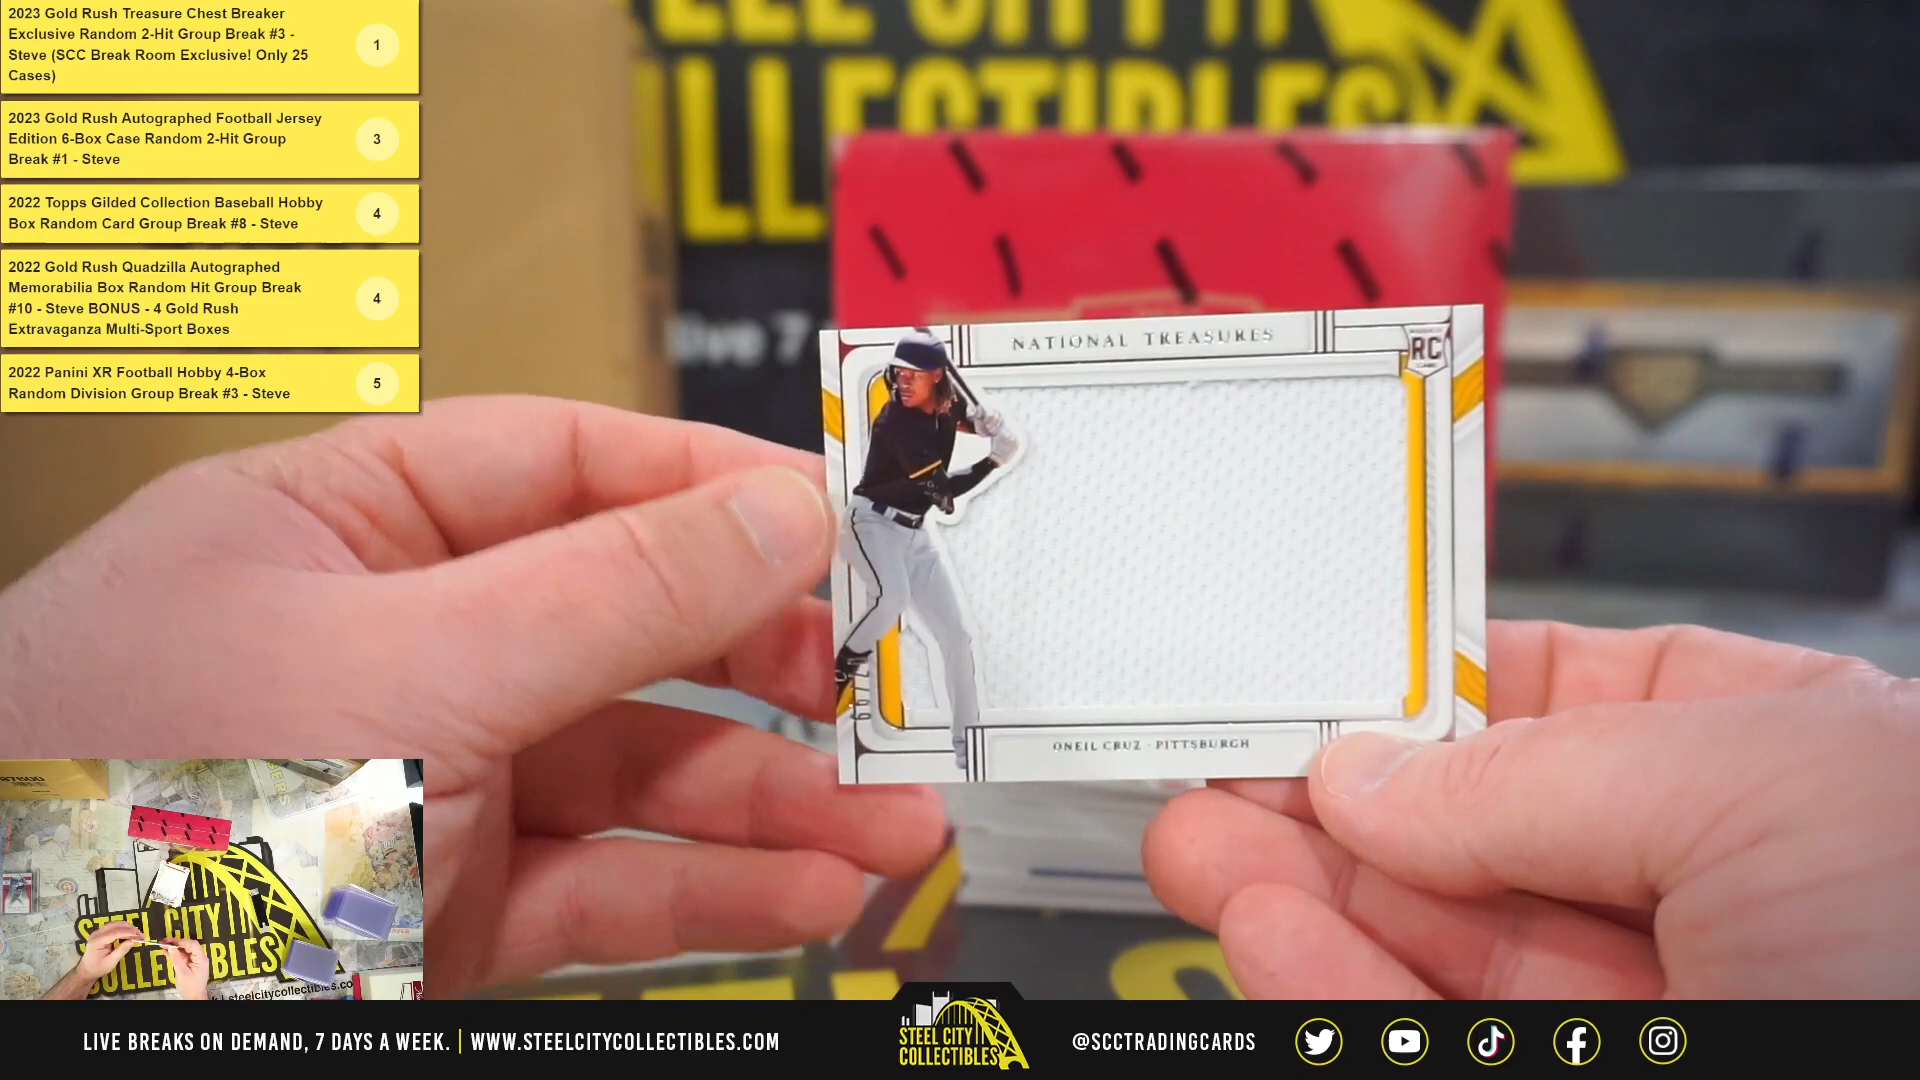 2023 Gold Rush Treasure Chest Breaker
Exclusive Random 2-Hit Group Break #3 -
Steve (SCC Break Room Exclusive! Only 25
Cases)
1
2023 Gold Rush Autographed Football Jersey
Edition 6-Box Case Random 2-Hit Group
Break #1 - Steve
3
2022 Topps Gilded Collection Baseball Hobby
Box Random Card Group Break #8 - Steve
4
2022 Gold Rush Quadzilla Autographed
Memorabilia Box Random Hit Group Break
#10 - Steve BONUS - 4 Gold Rush
Extravaganza Multi-Sport Boxes
4
2022 Panini XR Football Hobby 4-Box
Random Division Group Break #3 - Steve
5
NATIONAL TREASURES
RC
ONEIL CRUZ · PITTSBURGH
STEEL CITY
COLLECTIBLES
steelcitycollectibles.co
LIVE BREAKS ON DEMAND, 7 DAYS A WEEK. | WWW.STEELCITYCOLLECTIBLES.COM
STEEL CITY
COLLECTIBLES
@SCCTRADINGCARDS